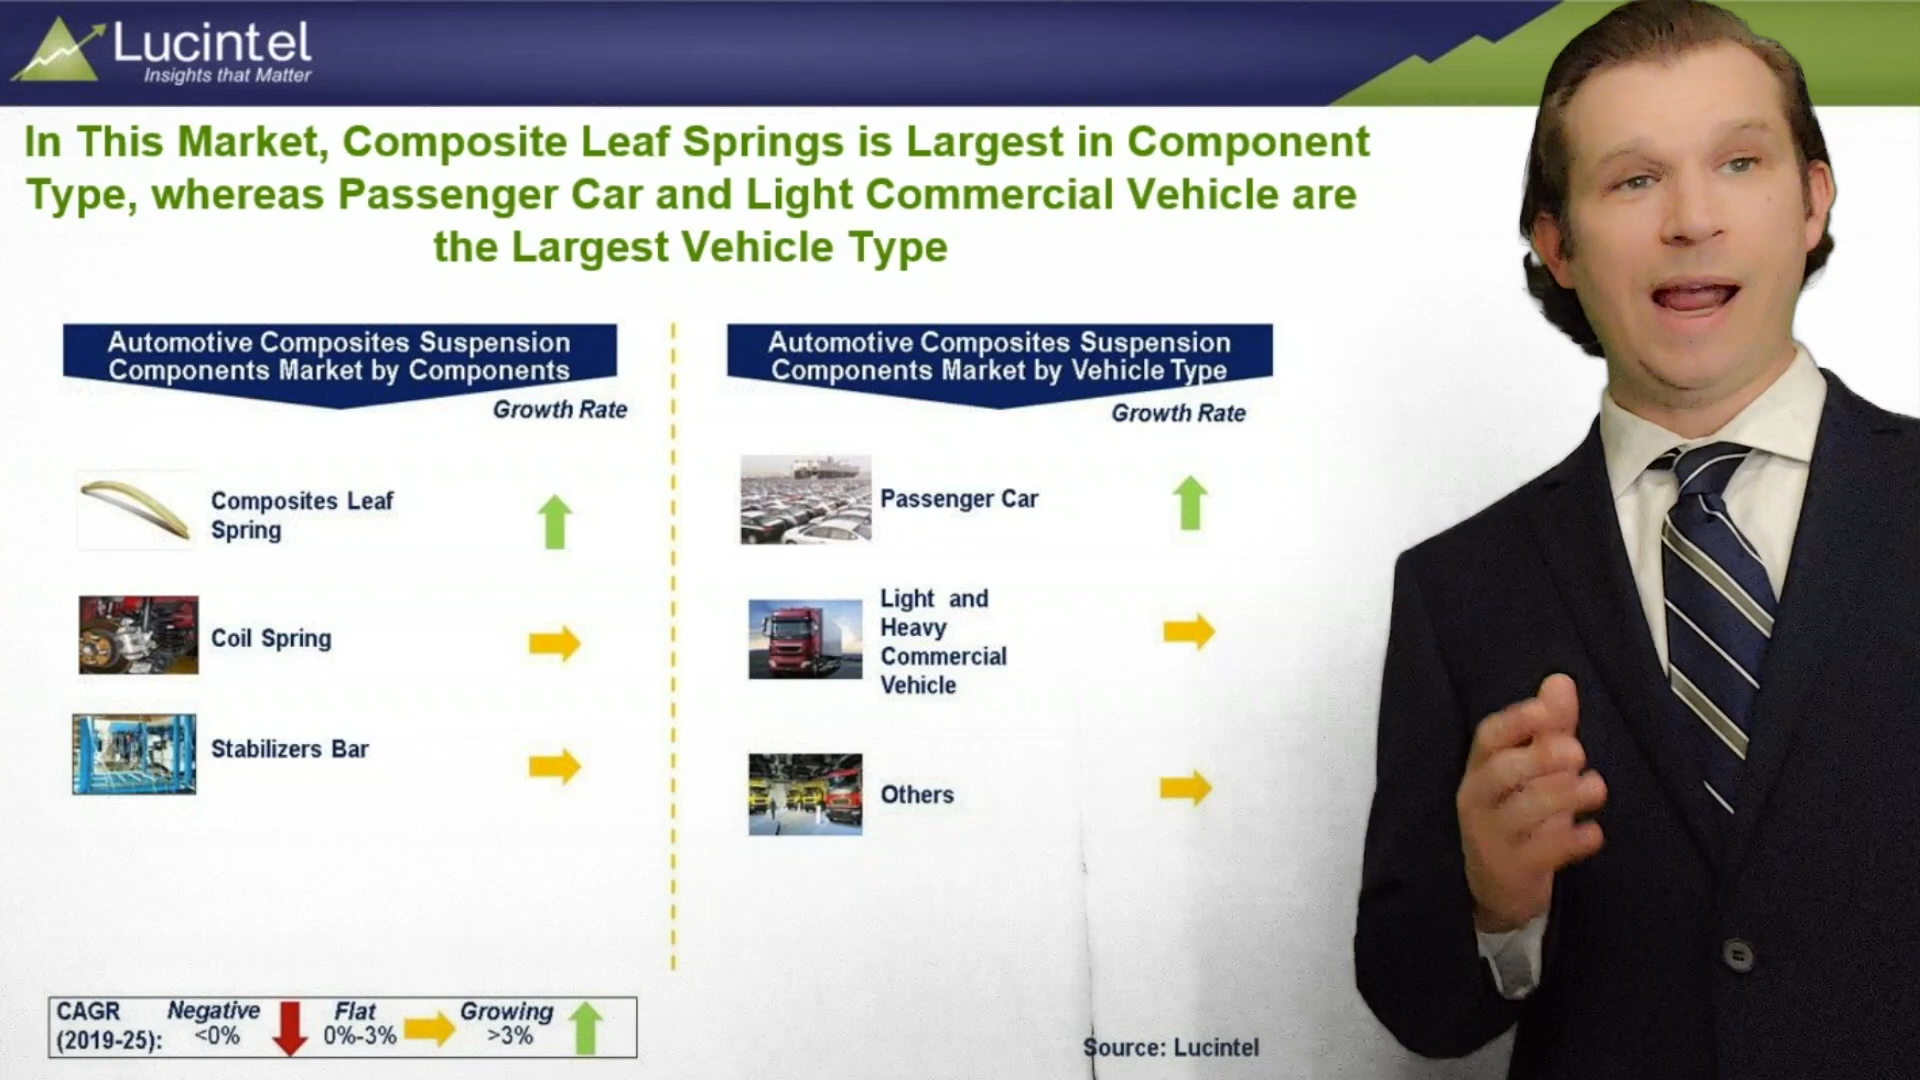 Lucintel
Insights that Matter
In This Market, Composite Leaf Springs is Largest in Component
Type, whereas Passenger Car and Light Commercial Vehicle are
the Largest Vehicle Type
Automotive Composites Suspension
Components Market by Components
Growth Rate
Composites Leaf
Spring
Coil Spring
Stabilizers Bar
Automotive Composites Suspension
Components Market by Vehicle Type
Growth Rate
Passenger Car
Light and
Heavy
Commercial
Vehicle
Others
CAGR Negative Flat Growing
(2019-25): <0% 0%-3% >3%
Source: Lucintel